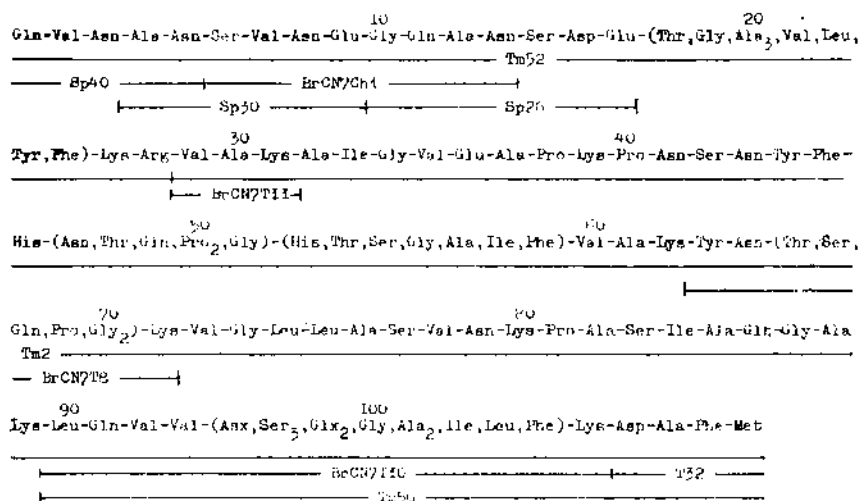 10 20
Gln-Val-Asn-Ala-Asn-Ser-Val-Asn-Glu-Gly-Gln-Ala-Asn-Ser-Asp-Glu-(Thr,Gly,Ala3,Val,Leu,
Tm52
Sp40 BrCN7Ch1
Sp30 Sp26
30 40
Tyr,Phe)-Lys-Arg-Val-Ala-Lys-Ala-Ile-Gly-Val-Glu-Ala-Pro-Lys-Pro-Asn-Ser-Asn-Tyr-Phe-
BrCN7T11
50 60
His-(Asn,Thr,Gln,Pro2,Gly)-(His,Thr,Ser,Gly,Ala,Ile,Phe)-Val-Ala-Lys-Tyr-Asn-(Thr,Ser,
70 80
Gln,Pro,Gly2)-Lys-Val-Gly-Leu-Leu-Ala-Ser-Val-Asn-Lys-Pro-Ala-Ser-Ile-Ala-Gly-Ala
Tm2
BrCN7T8
90 100
Lys-Leu-Gln-Val-Val-(Asx,Ser3,Glx2,Gly,Ala2,Ile,Leu,Phe)-Lys-Asp-Ala-Phe-Met
T32